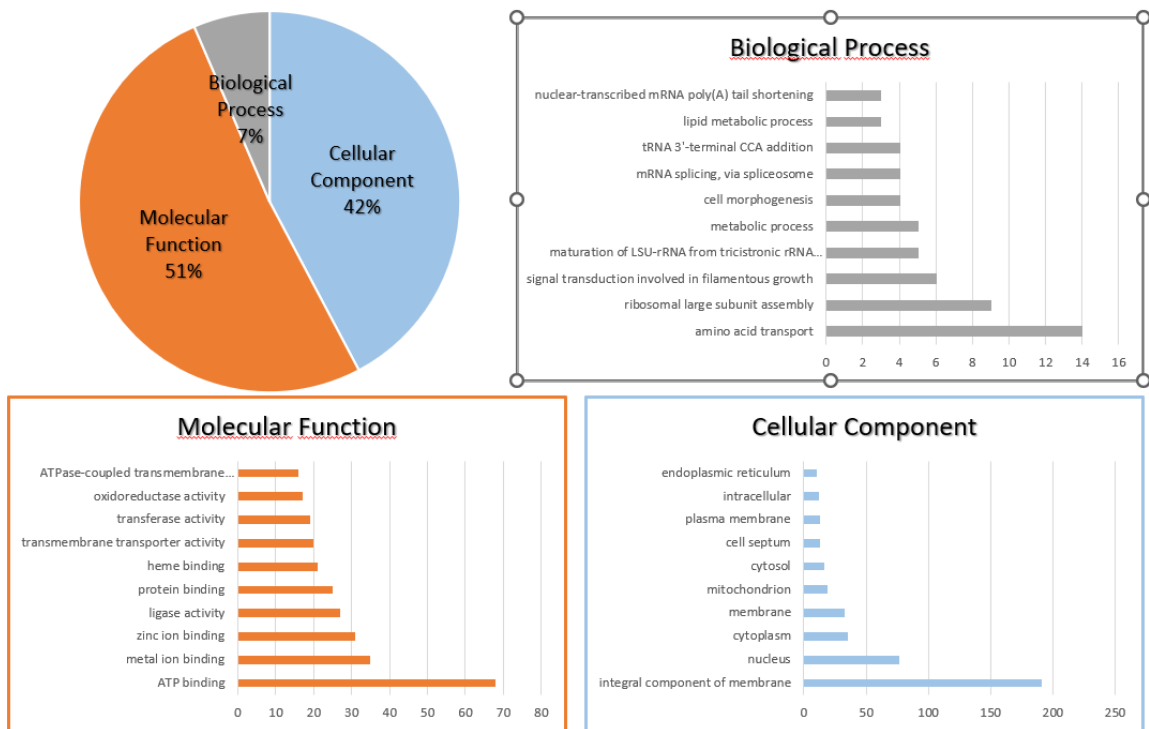 Biological
Process
7%
Cellular
Component
42%
Molecular
Function
51%
Biological Process
nuclear-transcribed mRNA poly(A) tail shortening
lipid metabolic process
tRNA 3'-terminal CCA addition
mRNA splicing, via spliceosome
cell morphogenesis
metabolic process
maturation of LSU-rRNA from tricistronic rRNA...
signal transduction involved in filamentous growth
ribosomal large subunit assembly
amino acid transport
0 2 4 6 8 10 12 14 16
Molecular Function
ATPase-coupled transmembrane...
oxidoreductase activity
transferase activity
transmembrane transporter activity
heme binding
protein binding
ligase activity
zinc ion binding
metal ion binding
ATP binding
0 10 20 30 40 50 60 70 80
Cellular Component
endoplasmic reticulum
intracellular
plasma membrane
cell septum
cytosol
mitochondrion
membrane
cytoplasm
nucleus
integral component of membrane
0 50 100 150 200 250